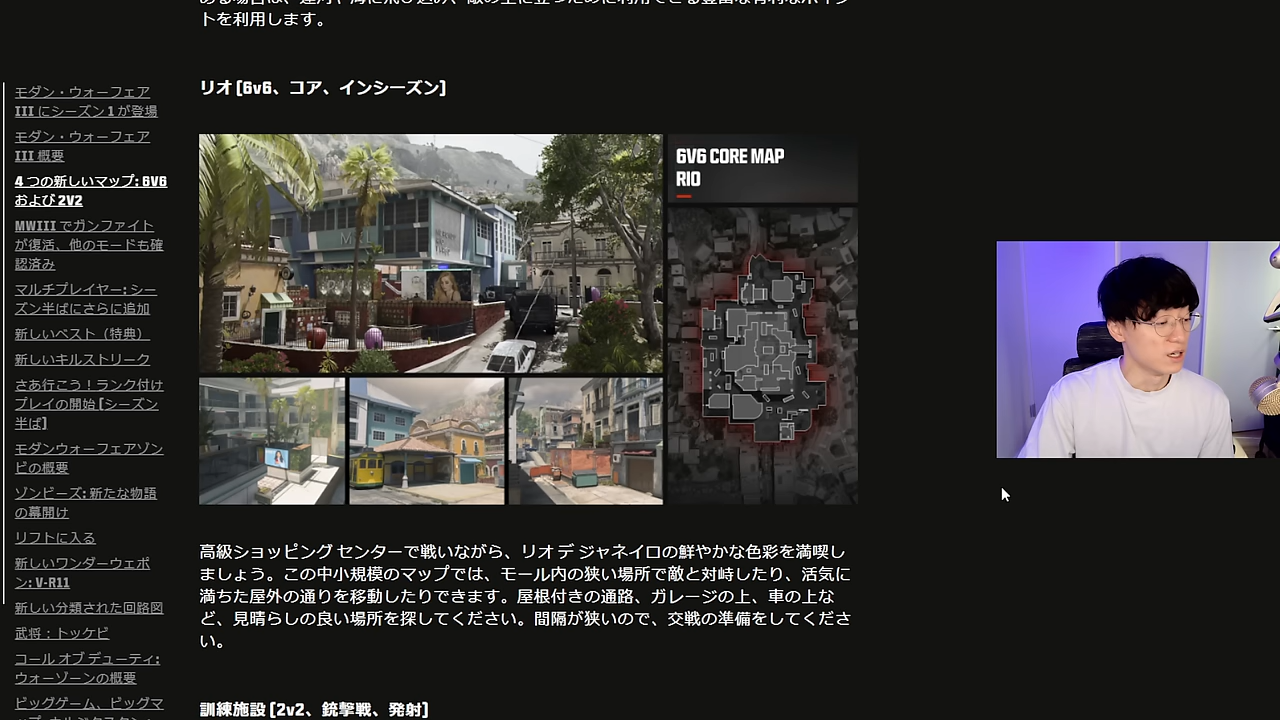 トを利用します。
リオ [6v6、コア、インシーズン]
6V6 CORE MAP
RIO
高級ショッピング センターで戦いながら、リオ デ ジャネイロの鮮やかな色彩を満喫し
ましょう。この中小規模のマップでは、モール内の狭い場所で敵と対峙したり、活気に
満ちた屋外の通りを移動したりできます。屋根付きの通路、ガレージの上、車の上な
ど、見晴らしの良い場所を探してください。間隔が狭いので、交戦の準備をしてくださ
い。
訓練施設 [2v2、銃撃戦、発射]
モダン・ウォーフェア
III にシーズン 1 が登場
モダン・ウォーフェア
III 概要
4 つの新しいマップ: 6V6
および 2V2
MWIII でガンファイト
が復活、他のモードも確
認済み
マルチプレイヤー: シー
ズン半ばにさらに追加
新しいベスト（特典）
新しいキルストリーク
さあ行こう！ランク付け
プレイの開始 [シーズン
半ば]
モダンウォーフェアゾン
ビの概要
ゾンビーズ: 新たな物語
の幕開け
リフトに入る
新しいワンダーウェポ
ン: V-R11
新しい分類された回路図
武将：トッケビ
コール オブ デューティ:
ウォーゾーンの概要
ビッグゲーム、ビッグマ